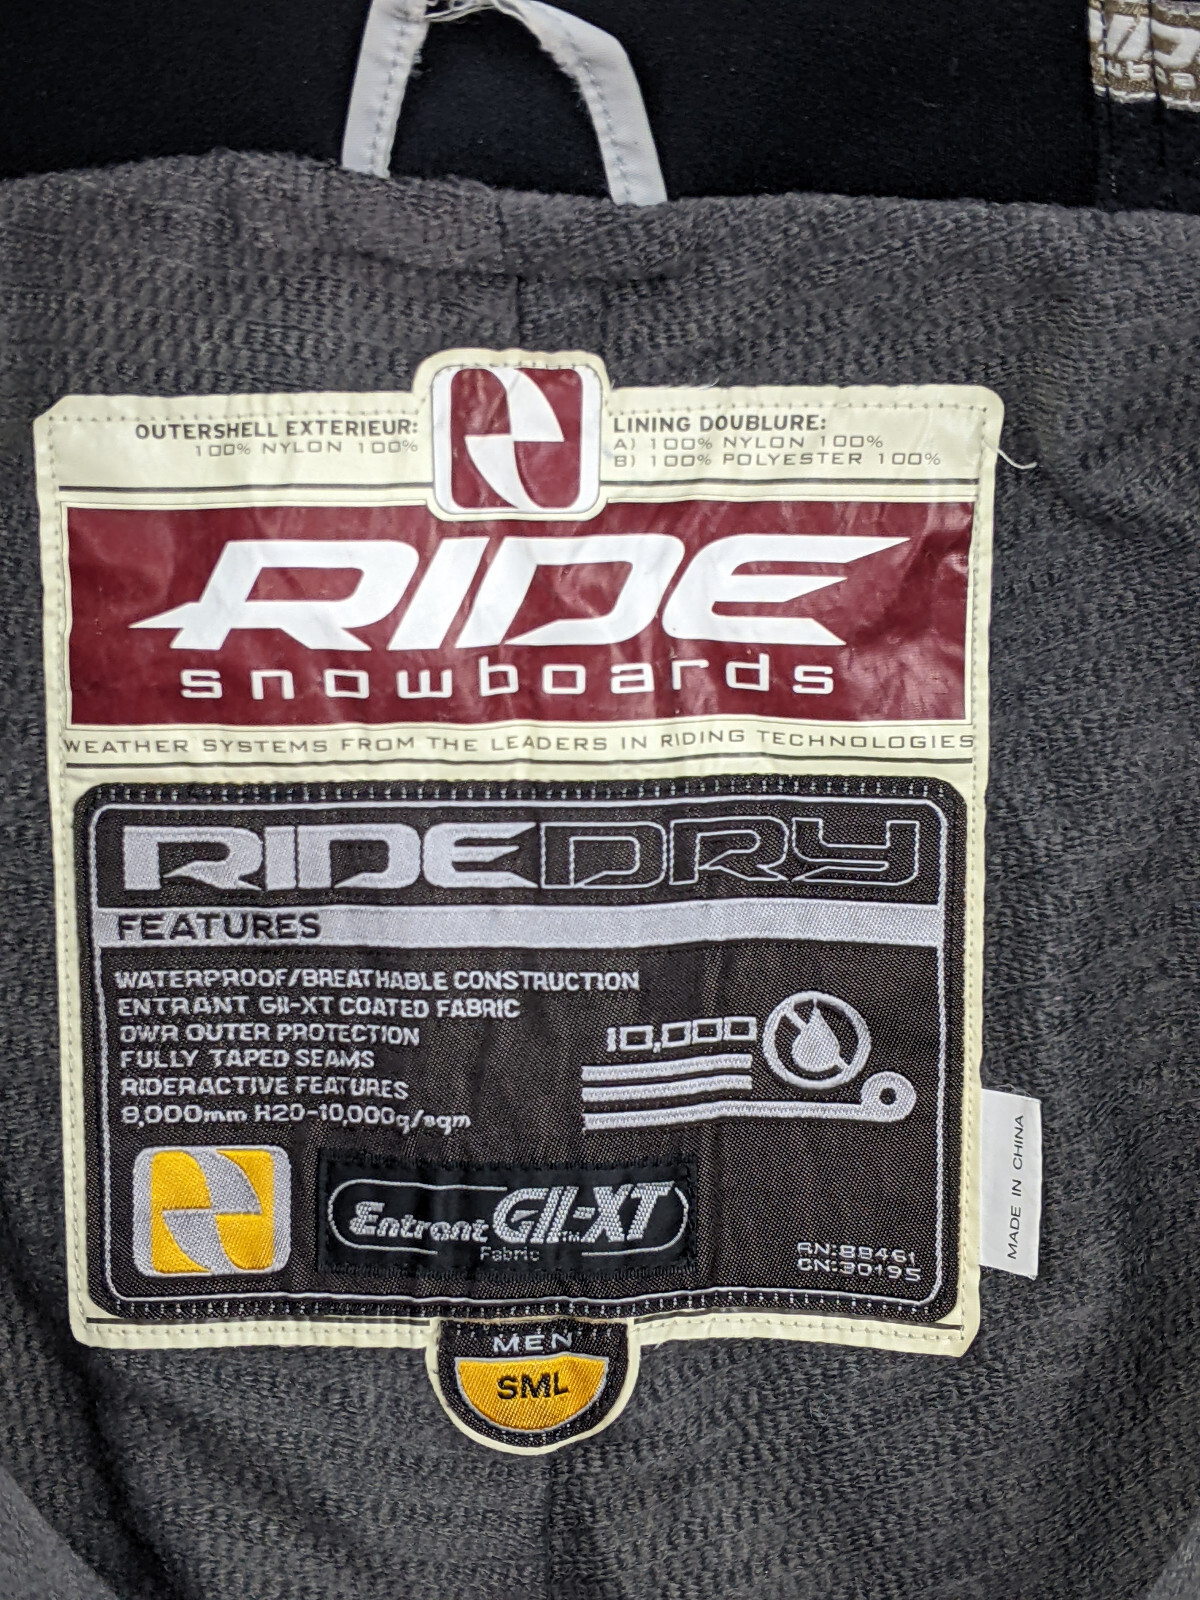 OUTERSHELL EXTERIEUR:
100% NYLON 100%
LINING DOUBLURE:
A) 100% NYLON 100%
B) 100% POLYESTER 100%
RIDE
snowboards
WEATHER SYSTEMS FROM THE LEADERS IN RIDING TECHNOLOGIES
RIDEDRY
FEATURES
WATERPROOF/BREATHABLE CONSTRUCTION
ENTRANT GII-XT COATED FABRIC
DWR OUTER PROTECTION
FULLY TAPED SEAMS
RIDERACTIVE FEATURES
8,000mm H2O-10,000g/sqm
10,000
Entrant GII-XT
Fabric
RN:88461
CN:30195
MADE IN CHINA
MEN
SML